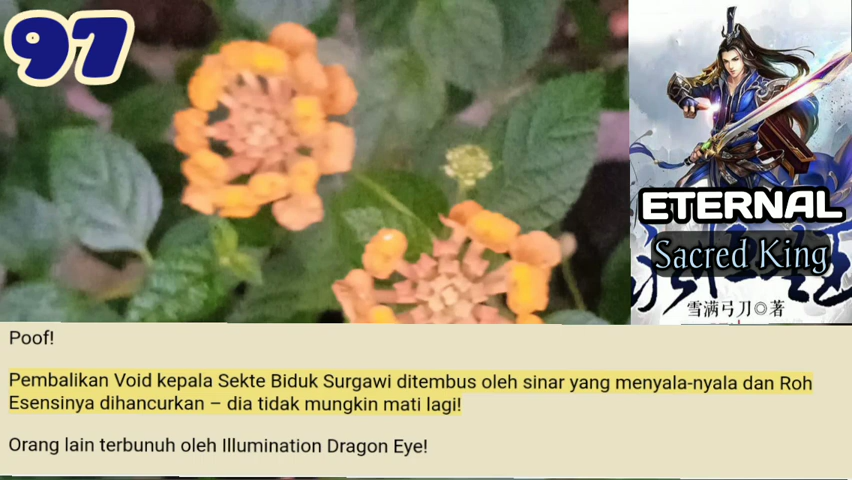 97
ETERNAL
Sacred King
雪满弓刀◎著
Poof!
Pembalikan Void kepala Sekte Biduk Surgawi ditembus oleh sinar yang menyala-nyala dan Roh
Esensinya dihancurkan – dia tidak mungkin mati lagi!
Orang lain terbunuh oleh Illumination Dragon Eye!